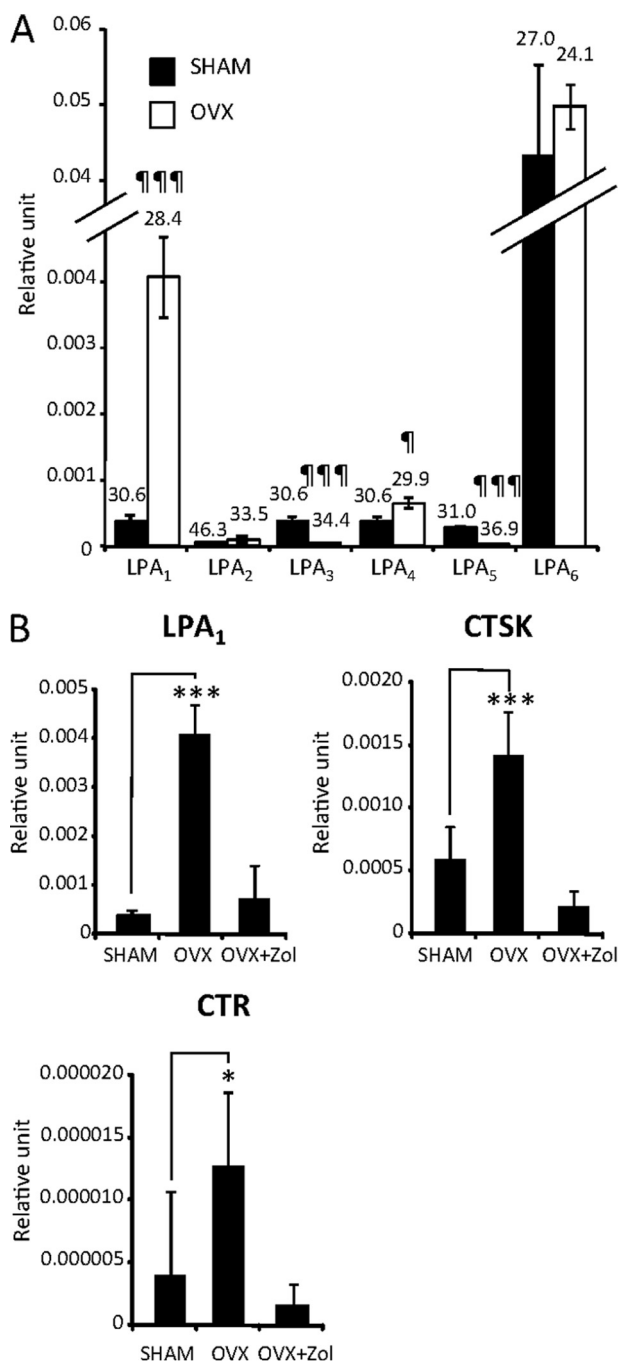 A
0.06
0.05
0.04
0.004
0.003
0.002
0.001
0
Relative unit
SHAM
OVX
¶¶¶
28.4
27.0 24.1
30.6
46.3 33.5
¶¶¶
30.6 34.4
¶
30.6 29.9
¶¶¶
31.0 36.9
LPA₁ LPA₂ LPA₃ LPA₄ LPA₅ LPA₆
B
LPA₁
0.005
0.004
0.003
0.002
0.001
0
Relative unit
***
SHAM OVX OVX+Zol
CTSK
0.0020
0.0015
0.0010
0.0005
0
Relative unit
***
SHAM OVX OVX+Zol
CTR
0.000020
0.000015
0.000010
0.000005
0
Relative unit
*
SHAM OVX OVX+Zol